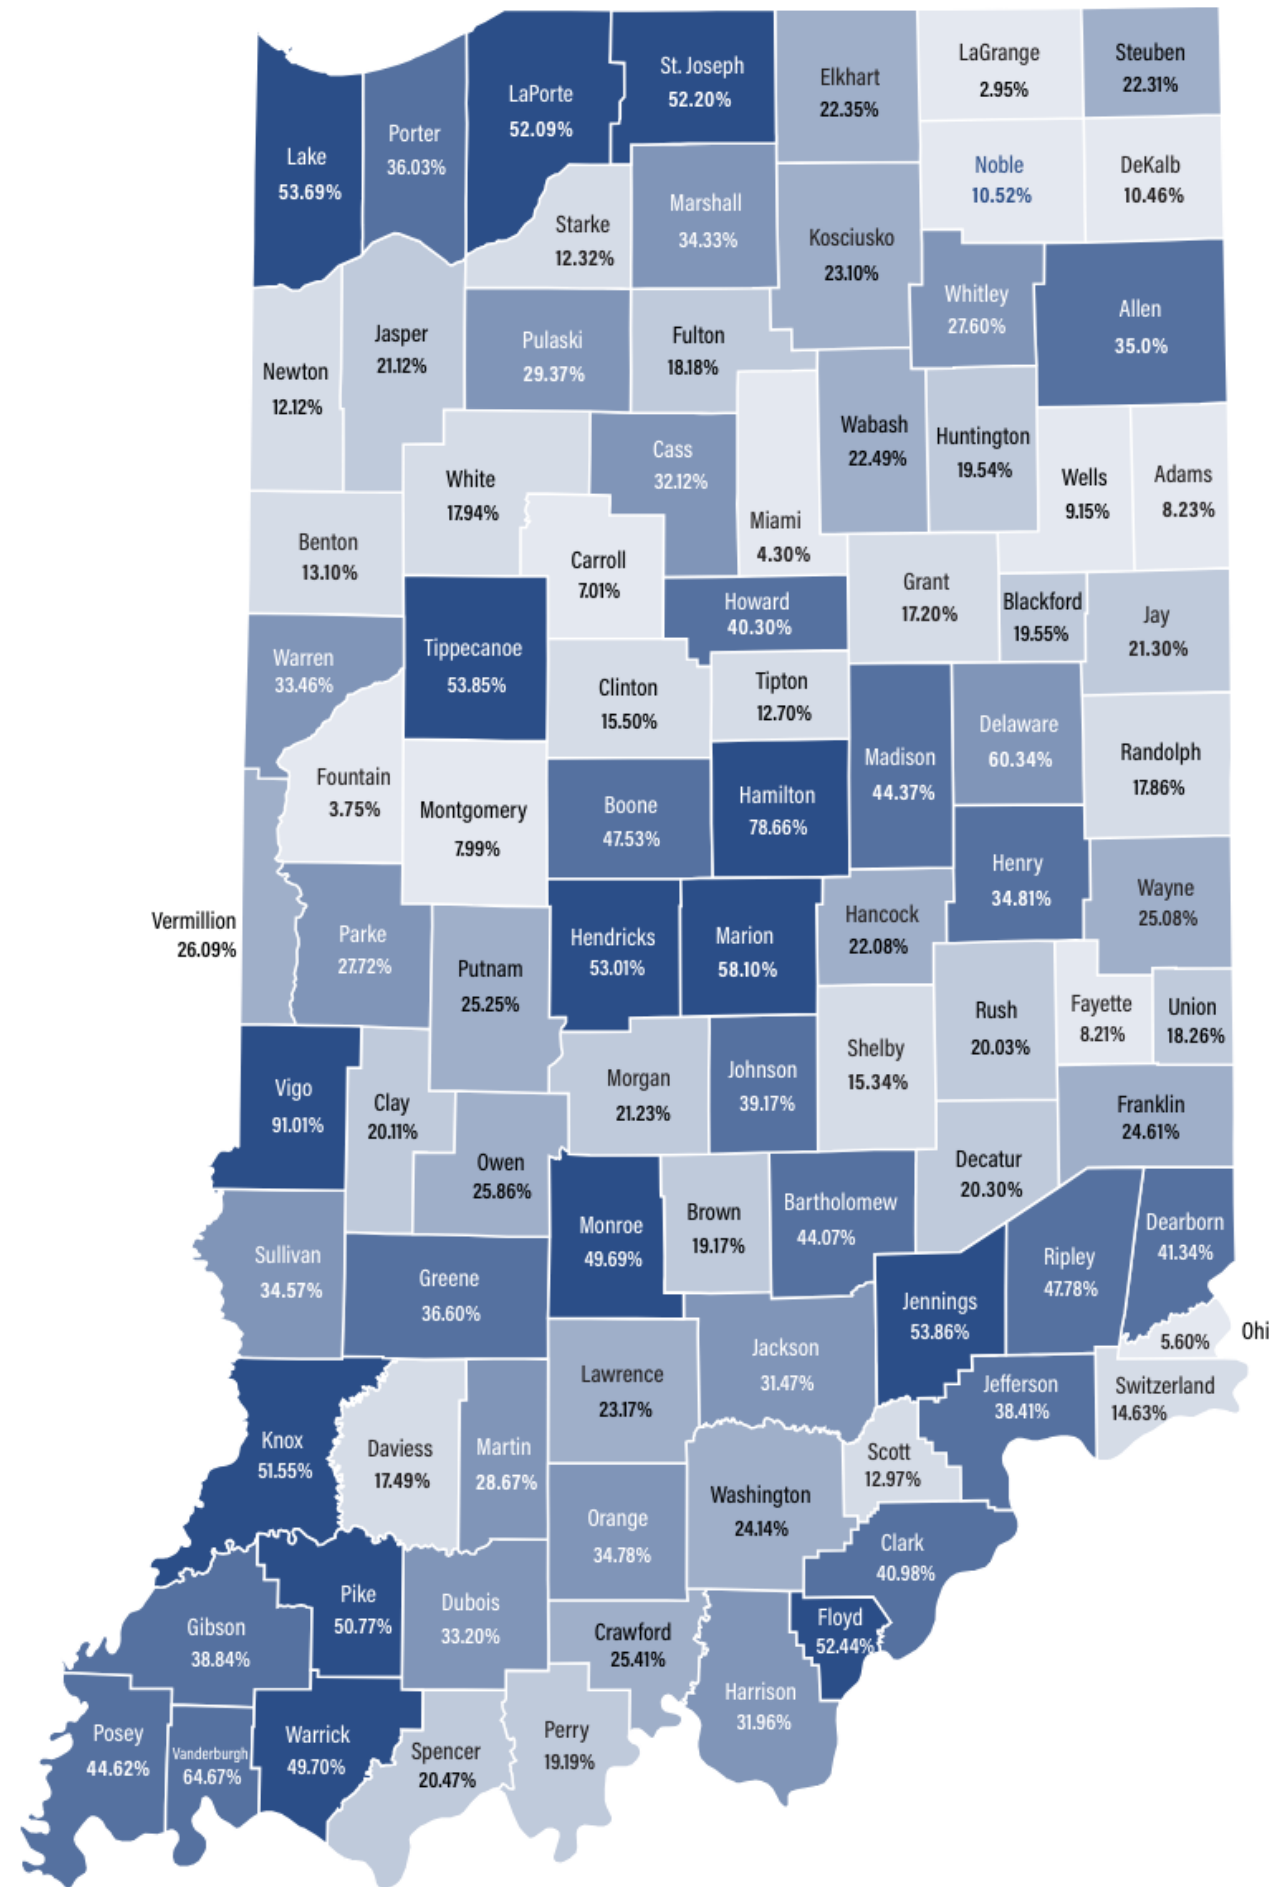 LaGrange
2.95%
Steuben
22.31%
St. Joseph
52.20%
Elkhart
22.35%
LaPorte
52.09%
Porter
36.03%
Lake
53.69%
Noble
10.52%
DeKalb
10.46%
Marshall
34.33%
Starke
12.32%
Kosciusko
23.10%
Whitley
27.60%
Allen
35.0%
Jasper
21.12%
Pulaski
29.37%
Fulton
18.18%
Newton
12.12%
Wabash
22.49%
Huntington
19.54%
Wells
9.15%
Adams
8.23%
Cass
32.12%
White
17.94%
Miami
4.30%
Benton
13.10%
Carroll
7.01%
Grant
17.20%
Howard
40.30%
Blackford
19.55%
Jay
21.30%
Warren
33.46%
Tippecanoe
53.85%
Clinton
15.50%
Tipton
12.70%
Delaware
60.34%
Madison
44.37%
Randolph
17.86%
Fountain
3.75%
Montgomery
7.99%
Boone
47.53%
Hamilton
78.66%
Henry
34.81%
Wayne
25.08%
Vermillion
26.09%
Parke
27.72%
Putnam
25.25%
Hendricks
53.01%
Marion
58.10%
Hancock
22.08%
Rush
20.03%
Fayette
8.21%
Union
18.26%
Vigo
91.01%
Clay
20.11%
Morgan
21.23%
Johnson
39.17%
Shelby
15.34%
Franklin
24.61%
Owen
25.86%
Decatur
20.30%
Monroe
49.69%
Brown
19.17%
Bartholomew
44.07%
Dearborn
41.34%
Sullivan
34.57%
Greene
36.60%
Ripley
47.78%
Jennings
53.86%
Ohi
5.60%
Lawrence
23.17%
Jackson
31.47%
Jefferson
38.41%
Switzerland
14.63%
Knox
51.55%
Daviess
17.49%
Martin
28.67%
Scott
12.97%
Washington
24.14%
Orange
34.78%
Clark
40.98%
Pike
50.77%
Dubois
33.20%
Gibson
38.84%
Crawford
25.41%
Floyd
52.44%
Harrison
31.96%
Posey
44.62%
Vanderburgh
64.67%
Warrick
49.70%
Spencer
20.47%
Perry
19.19%